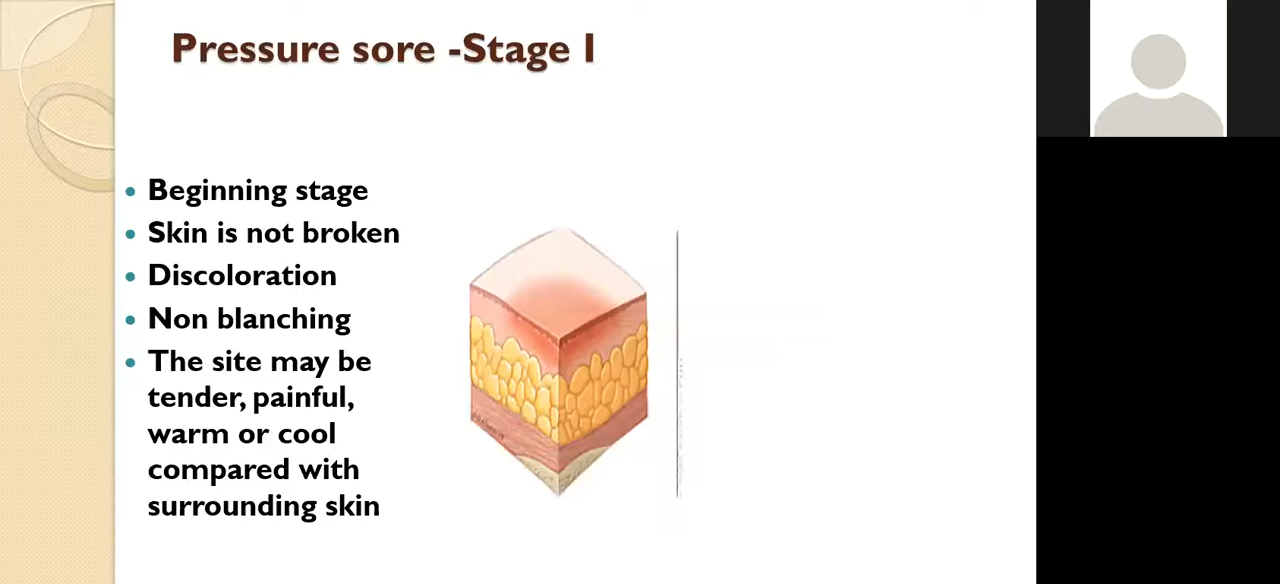 Pressure sore -Stage I
Beginning stage
Skin is not broken
Discoloration
Non blanching
The site may be
tender, painful,
warm or cool
compared with
surrounding skin